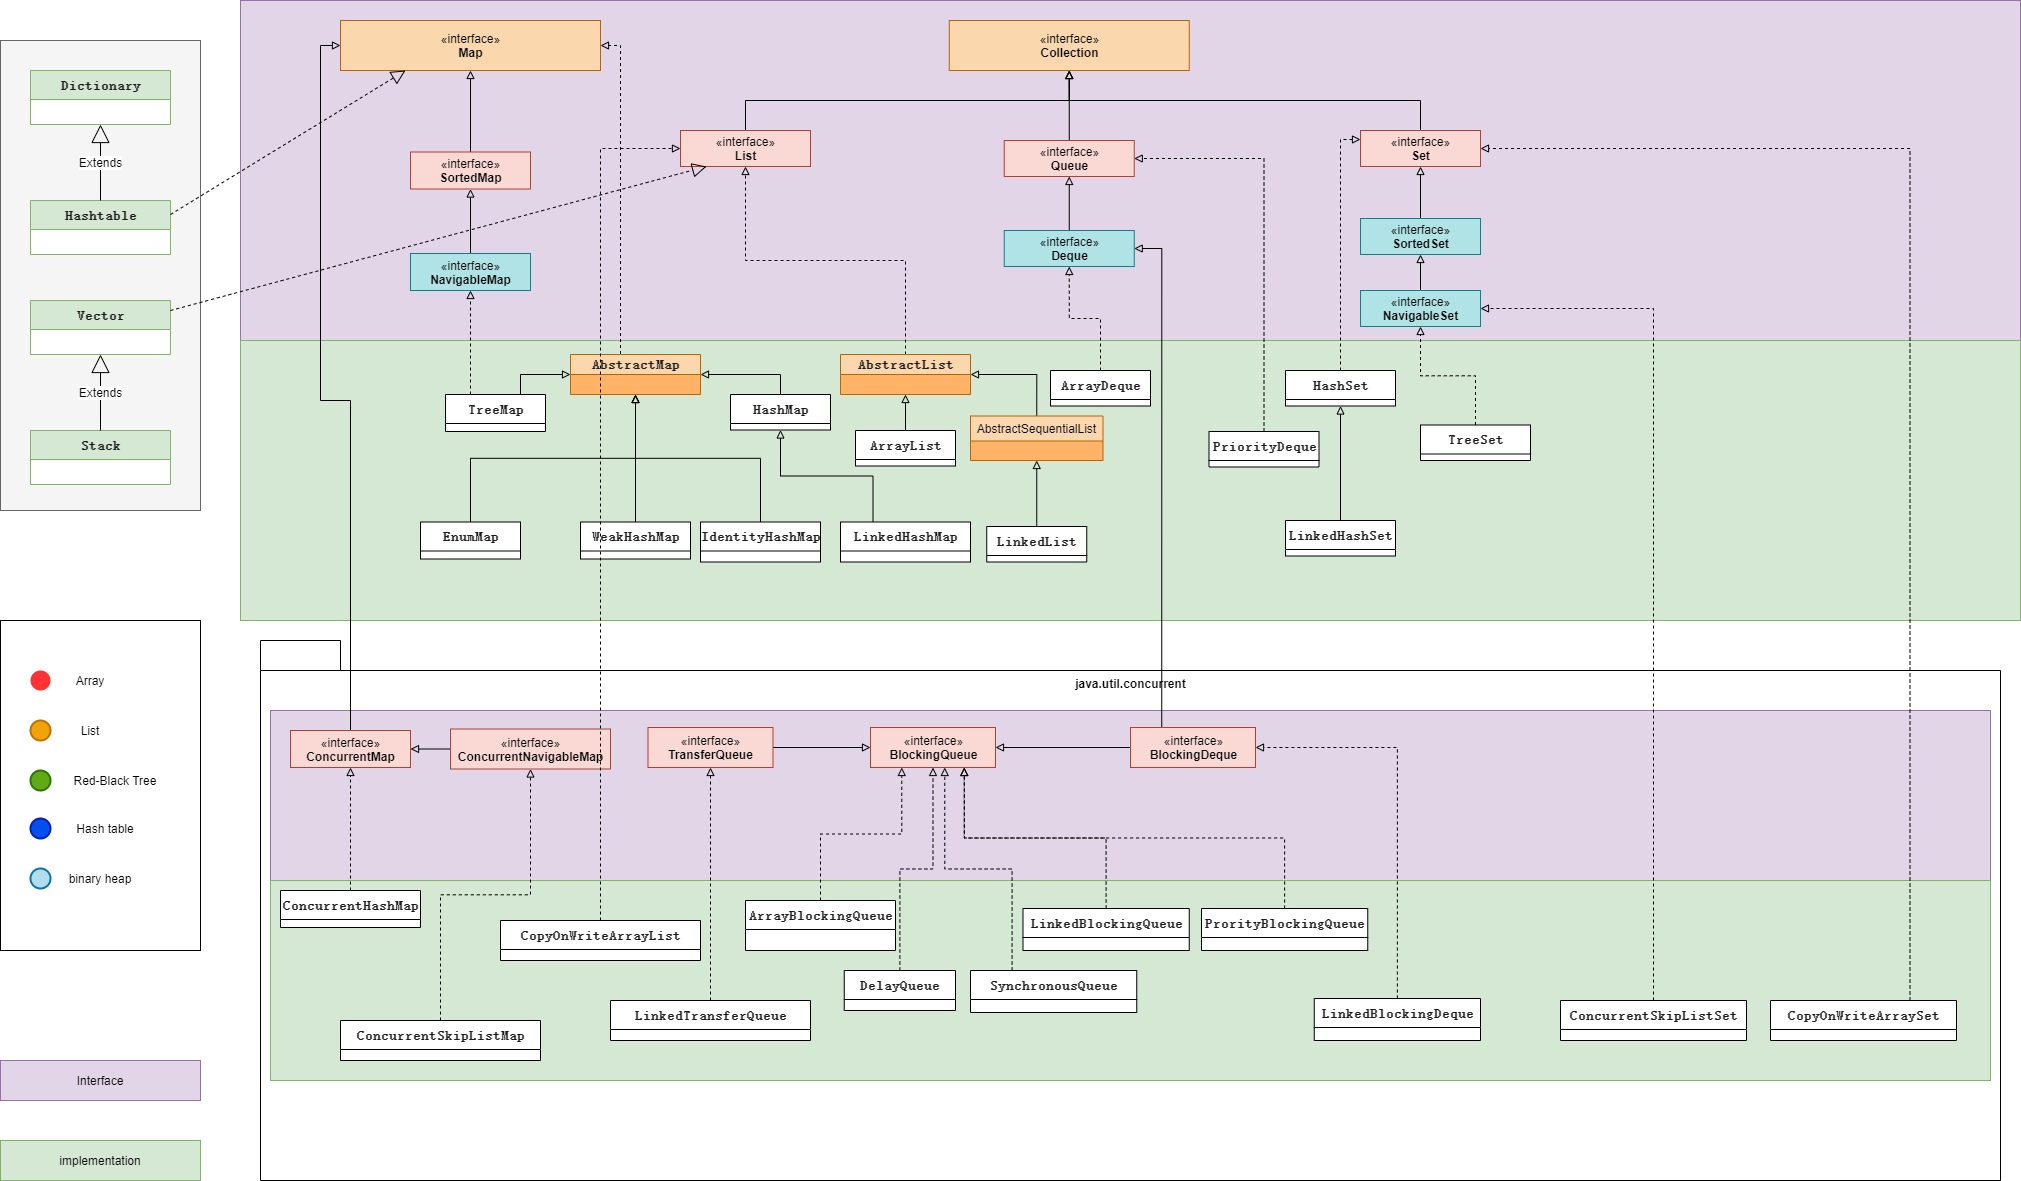 Dictionary
Extends
Hashtable
Vector
Extends
Stack
«interface»
Map
«interface»
Collection
«interface»
SortedMap
«interface»
List
«interface»
Queue
«interface»
Set
«interface»
NavigableMap
«interface»
Deque
«interface»
SortedSet
«interface»
NavigableSet
AbstractMap
AbstractList
TreeMap
HashMap
ArrayList
AbstractSequentialList
ArrayDeque
PriorityDeque
HashSet
TreeSet
EnumMap
WeakHashMap
IdentityHashMap
LinkedHashMap
LinkedList
LinkedHashSet
Array
List
Red-Black Tree
Hash table
binary heap
java.util.concurrent
«interface»
ConcurrentMap
«interface»
ConcurrentNavigableMap
«interface»
TransferQueue
«interface»
BlockingQueue
«interface»
BlockingDeque
ConcurrentHashMap
CopyOnWriteArrayList
ArrayBlockingQueue
LinkedBlockingQueue
ProrityBlockingQueue
DelayQueue
SynchronousQueue
ConcurrentSkipListMap
LinkedTransferQueue
LinkedBlockingDeque
ConcurrentSkipListSet
CopyOnWriteArraySet
Interface
implementation